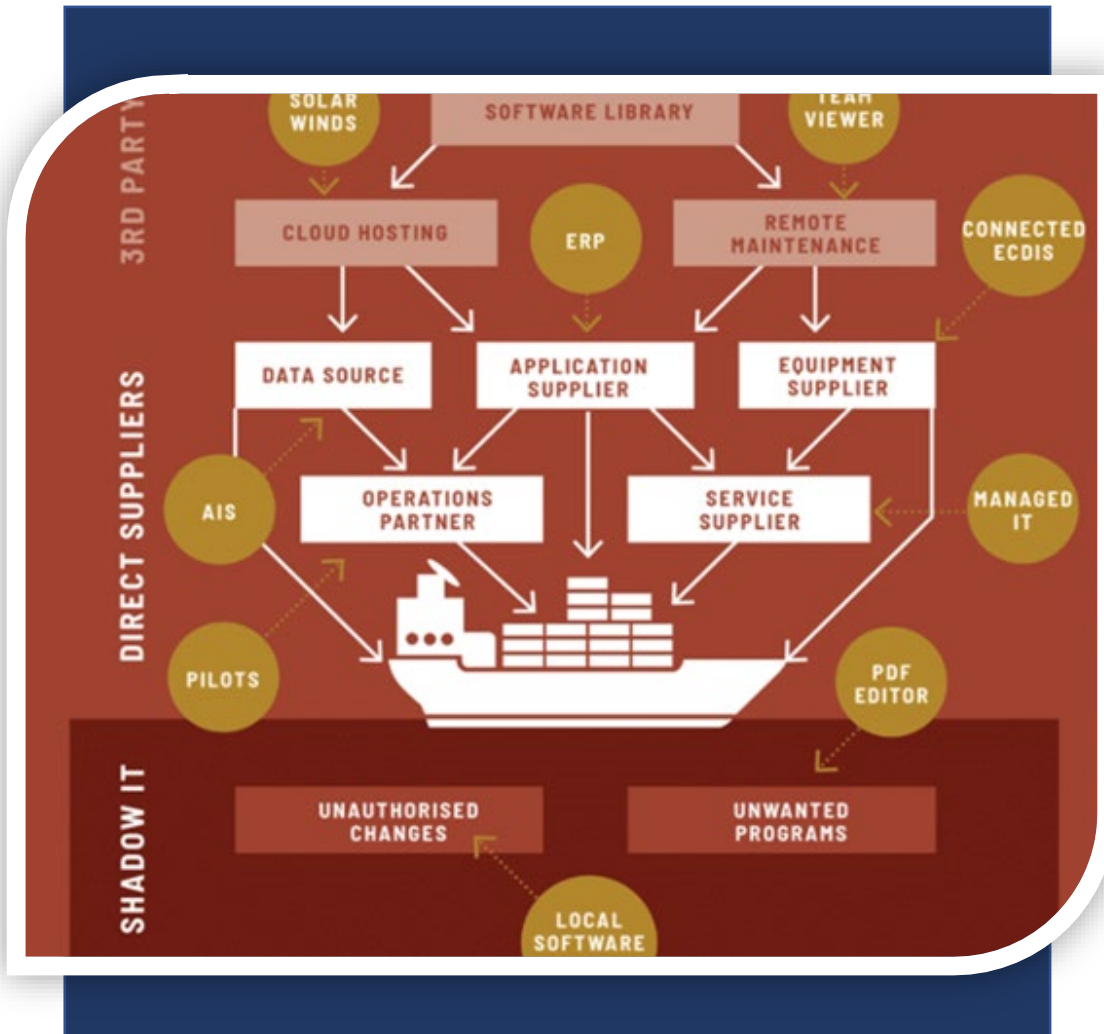 SOLAR
WINDS
SOFTWARE LIBRARY
TEAM
VIEWER
3RD PARTY
CLOUD HOSTING
ERP
REMOTE
MAINTENANCE
CONNECTED
ECDIS
DIRECT SUPPLIERS
DATA SOURCE
APPLICATION
SUPPLIER
EQUIPMENT
SUPPLIER
AIS
OPERATIONS
PARTNER
SERVICE
SUPPLIER
MANAGED
IT
PILOTS
PDF
EDITOR
SHADOW IT
UNAUTHORISED
CHANGES
UNWANTED
PROGRAMS
LOCAL
SOFTWARE